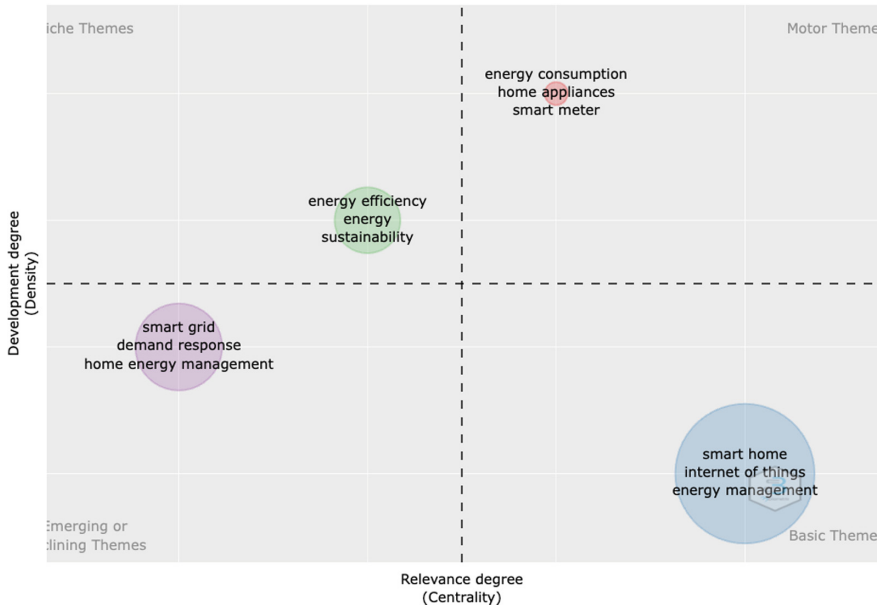 iche Themes
Motor Theme
energy consumption
home appliances
smart meter
energy efficiency
energy
sustainability
Development degree
(Density)
smart grid
demand response
home energy management
smart home
internet of things
energy management
Emerging or
clining Themes
Basic Theme
Relevance degree
(Centrality)